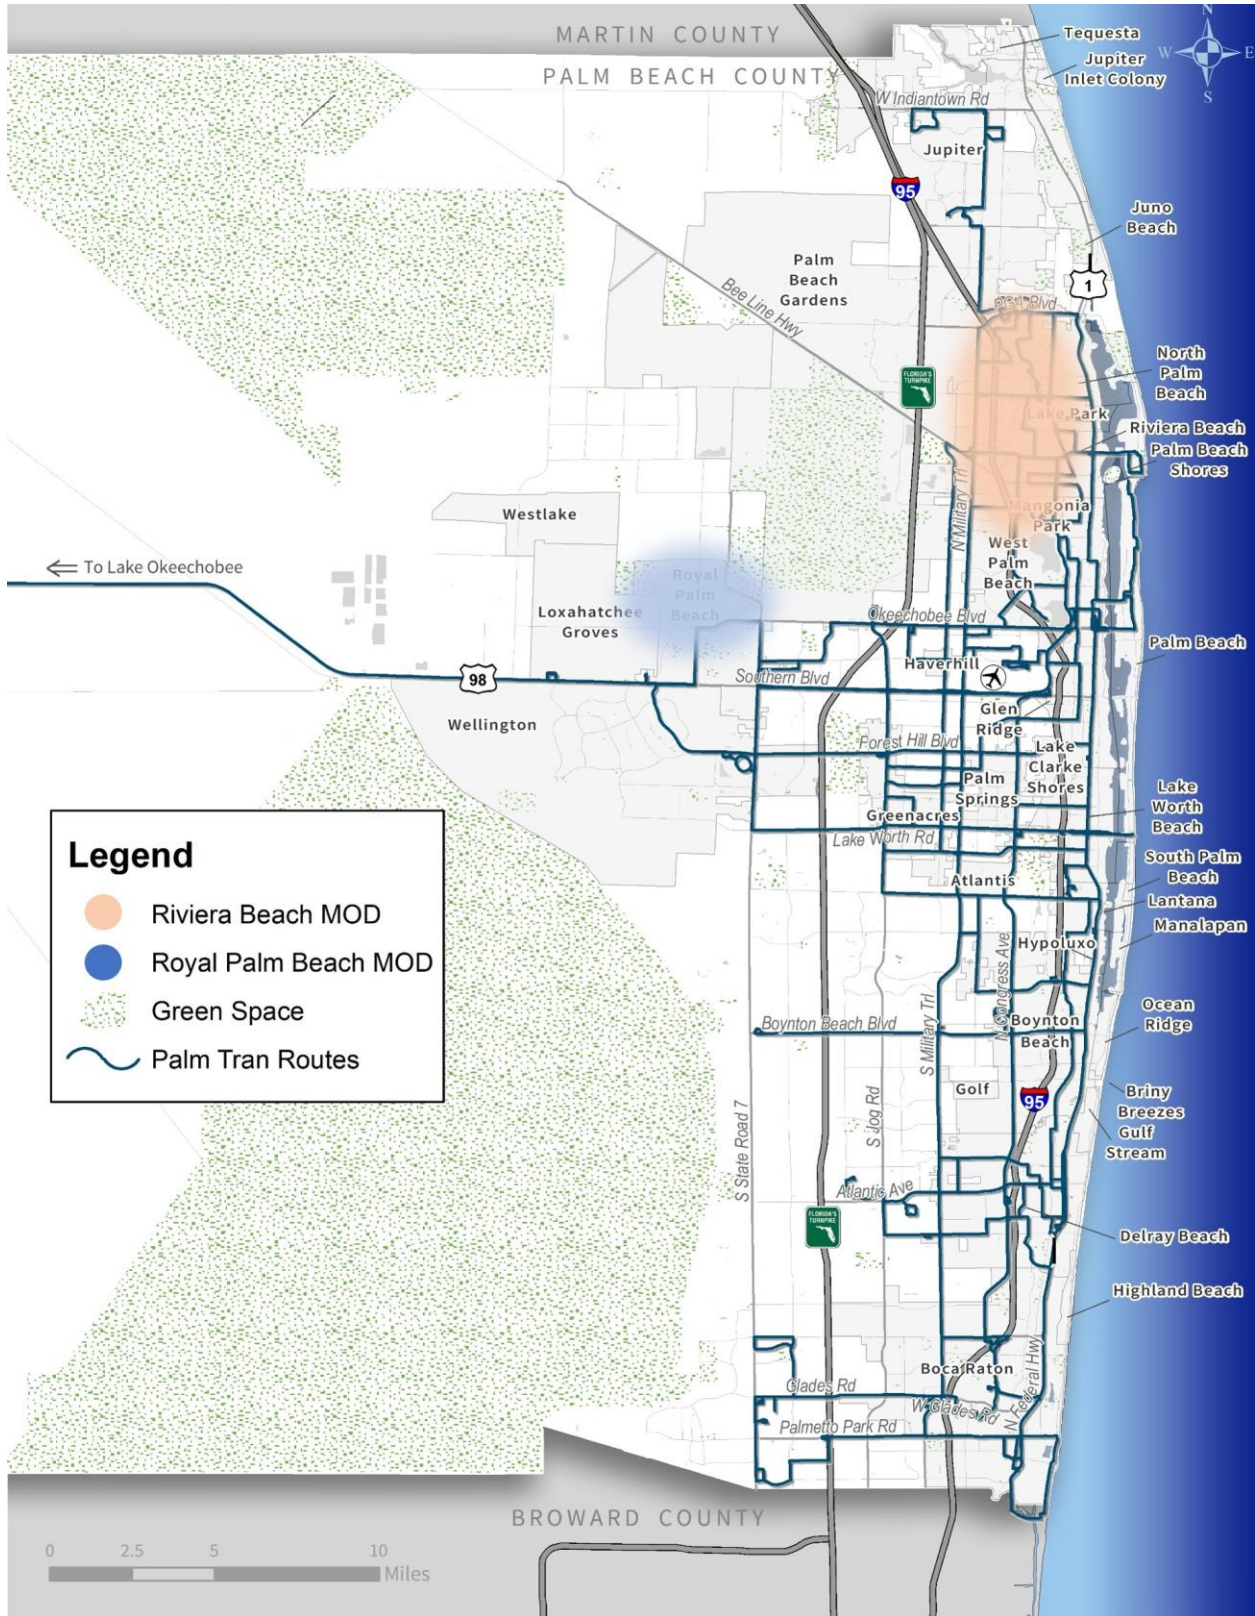 MARTIN COUNTY
PALM BEACH COUNTY
N
W
E
S
Tequesta
Jupiter
Inlet Colony
W Indiantown Rd
Jupiter
95
Juno
Beach
1
Palm
Beach
Gardens
Bee Line Hwy
Blvd
FLORIDA'S
TURNPIKE
North
Palm
Beach
Lake Park
Riviera Beach
Palm Beach
Shores
N Military Trl
Mangonia
Park
West
Palm
Beach
Westlake
To Lake Okeechobee
Royal
Palm
Beach
Loxahatchee
Groves
Okeechobee Blvd
Palm Beach
Haverhill
98
Southern Blvd
Wellington
Glen
Ridge
Forest Hill Blvd
Lake
Clarke
Shores
Palm
Springs
Lake
Worth
Beach
Greenacres
Lake Worth Rd
South Palm
Beach
Atlantis
Lantana
Manalapan
Hypoluxo
N Congress Ave
Ocean
Ridge
Boynton Beach Blvd
Boynton
Beach
S Military Trl
Golf
95
Briny
Breezes
Gulf
Stream
S State Road 7
S Jog Rd
Atlantic Ave
FLORIDA'S
TURNPIKE
Delray Beach
Highland Beach
Boca Raton
Glades Rd
W Glades Rd
N Federal Hwy
Palmetto Park Rd
BROWARD COUNTY
Legend
Riviera Beach MOD
Royal Palm Beach MOD
Green Space
Palm Tran Routes
0
2.5
5
10
Miles